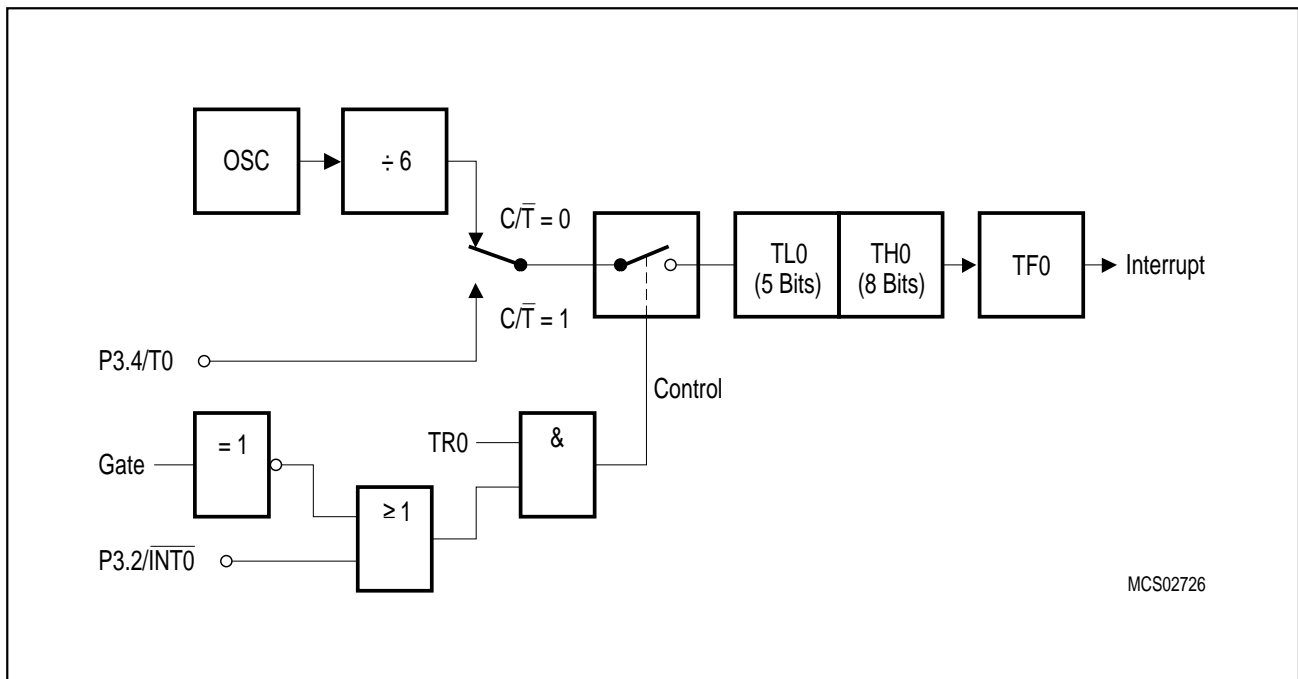 OSC
÷ 6
C/T̅ = 0
C/T̅ = 1
TL0
(5 Bits)
TH0
(8 Bits)
TF0
Interrupt
P3.4/T0
Control
TR0
&
Gate
= 1
≥ 1
P3.2/I̅N̅T̅0̅
MCS02726